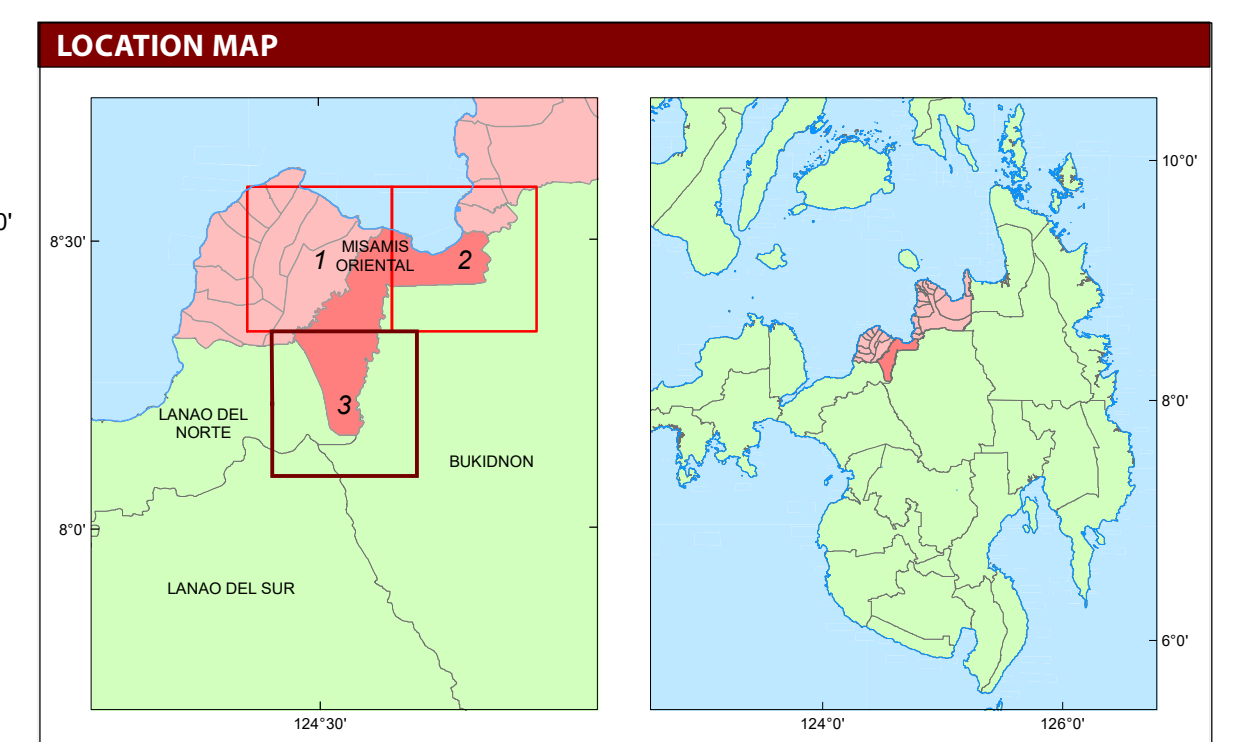 LOCATION MAP
0'
8°30'
1
MISAMIS
ORIENTAL
2
3
LANAO DEL
NORTE
BUKIDNON
8°0'
LANAO DEL SUR
124°30'
10°0'
8°0'
6°0'
124°0'
126°0'